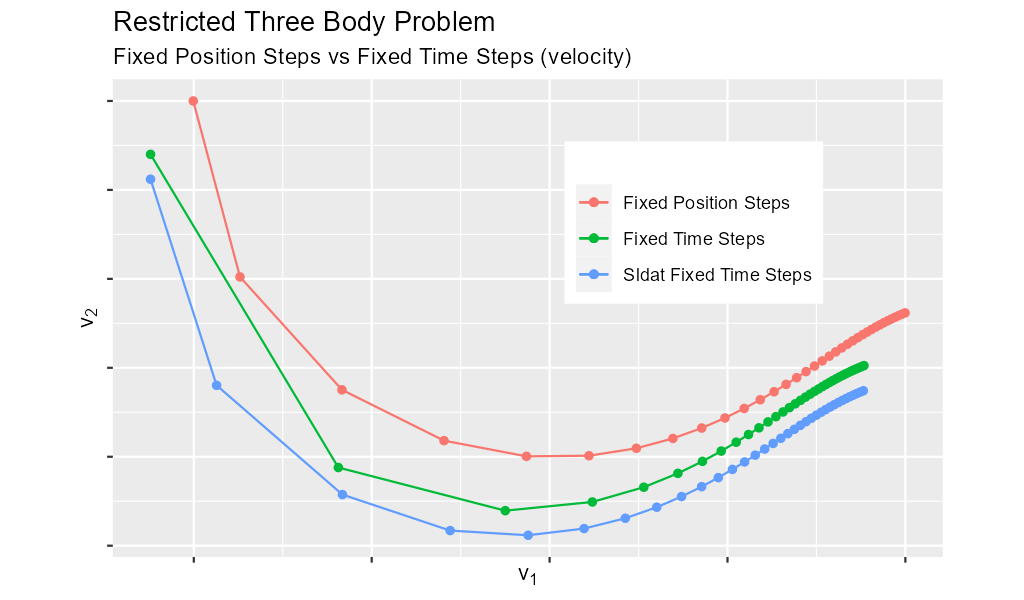 Restricted Three Body Problem
Fixed Position Steps vs Fixed Time Steps (velocity)
Fixed Position Steps
Fixed Time Steps
Sldat Fixed Time Steps
v₂
v₁